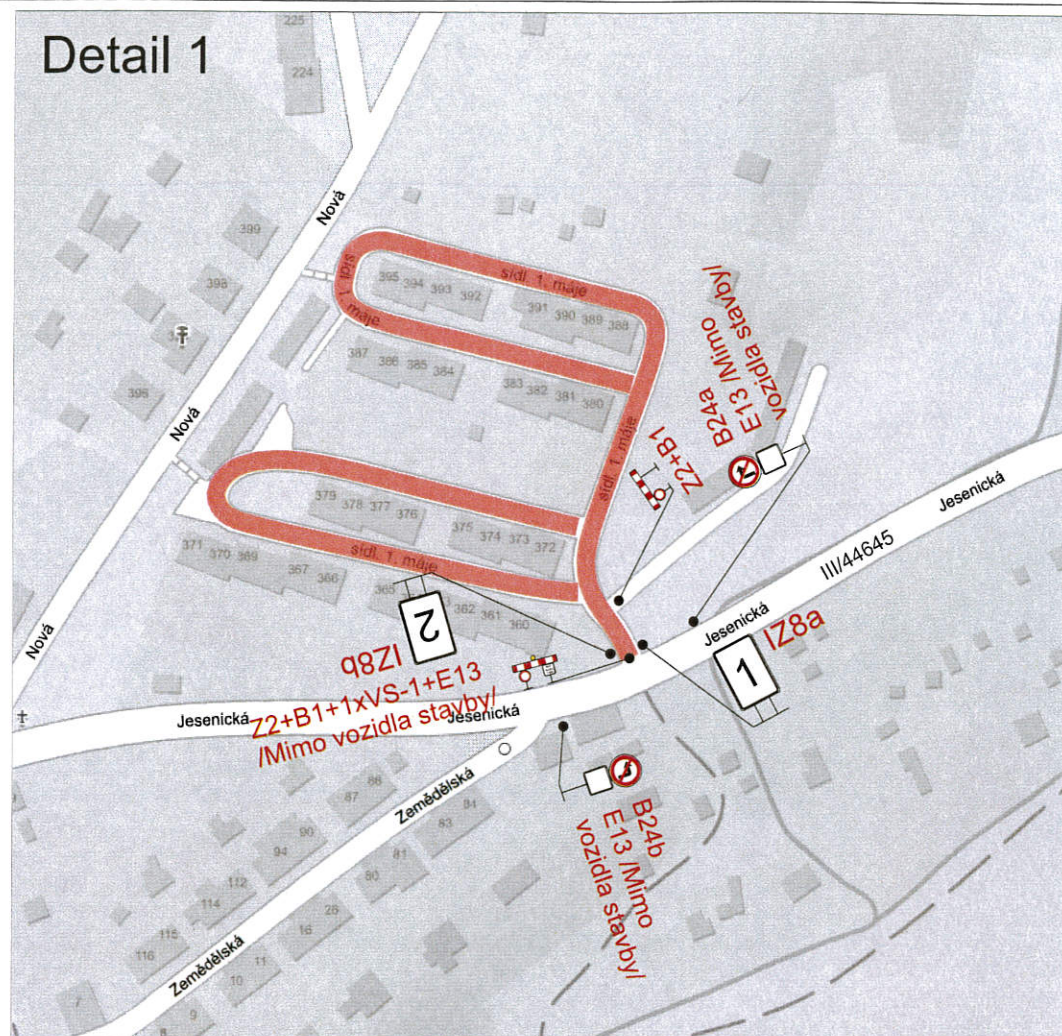 Detail 1
225
224
Nová
399
398
396
Nová
Nová
sídl. 1. máje
sídl. 1. máje
395 394 393 392
391 390 389 388
387 386 385 384
383 382 381 380
sídl. 1. máje
379 378 377 376
375 374 373 372
371 370 369
367 366
sídl. 1. máje
365
362 361 360
Z2+B1
B24a
E13 /Mimo
vozidla stavby/
Jesenická
III/44645
Jesenická
IZ8a
1
2
IZ8b
Z2+B1+1xVS-1+E13
/Mimo vozidla stavby/
Jesenická
Jesenická
B24b
E13 /Mimo
vozidla stavby/
Zemědělská
Zemědělská
86
87
84
83
90
94
81
80
112
114
26
16
115
116
11
10
9
8
7